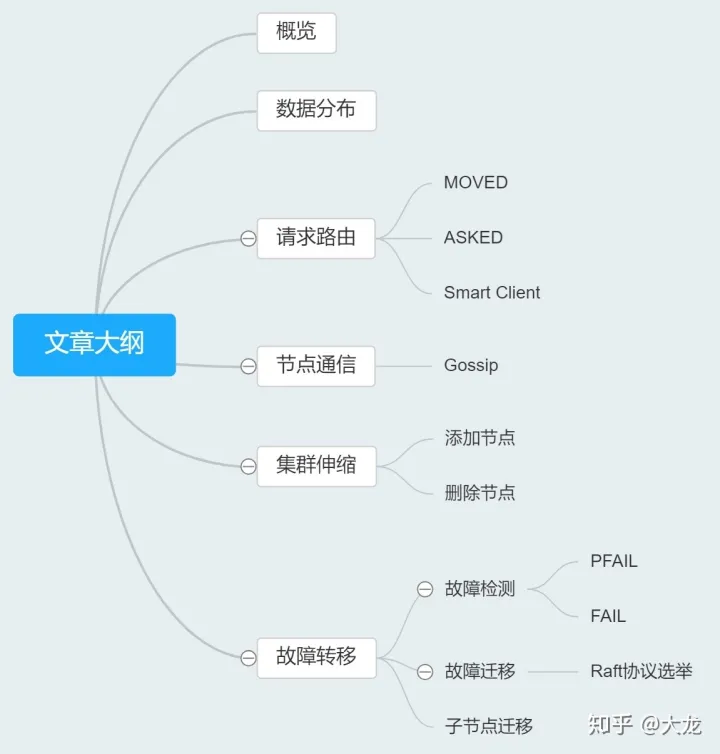 概览
数据分布
请求路由
MOVED
ASKED
Smart Client
文章大纲
节点通信
Gossip
集群伸缩
添加节点
删除节点
故障转移
故障检测
PFAIL
FAIL
故障迁移
Raft协议选举
子节点迁移
知乎 @大龙